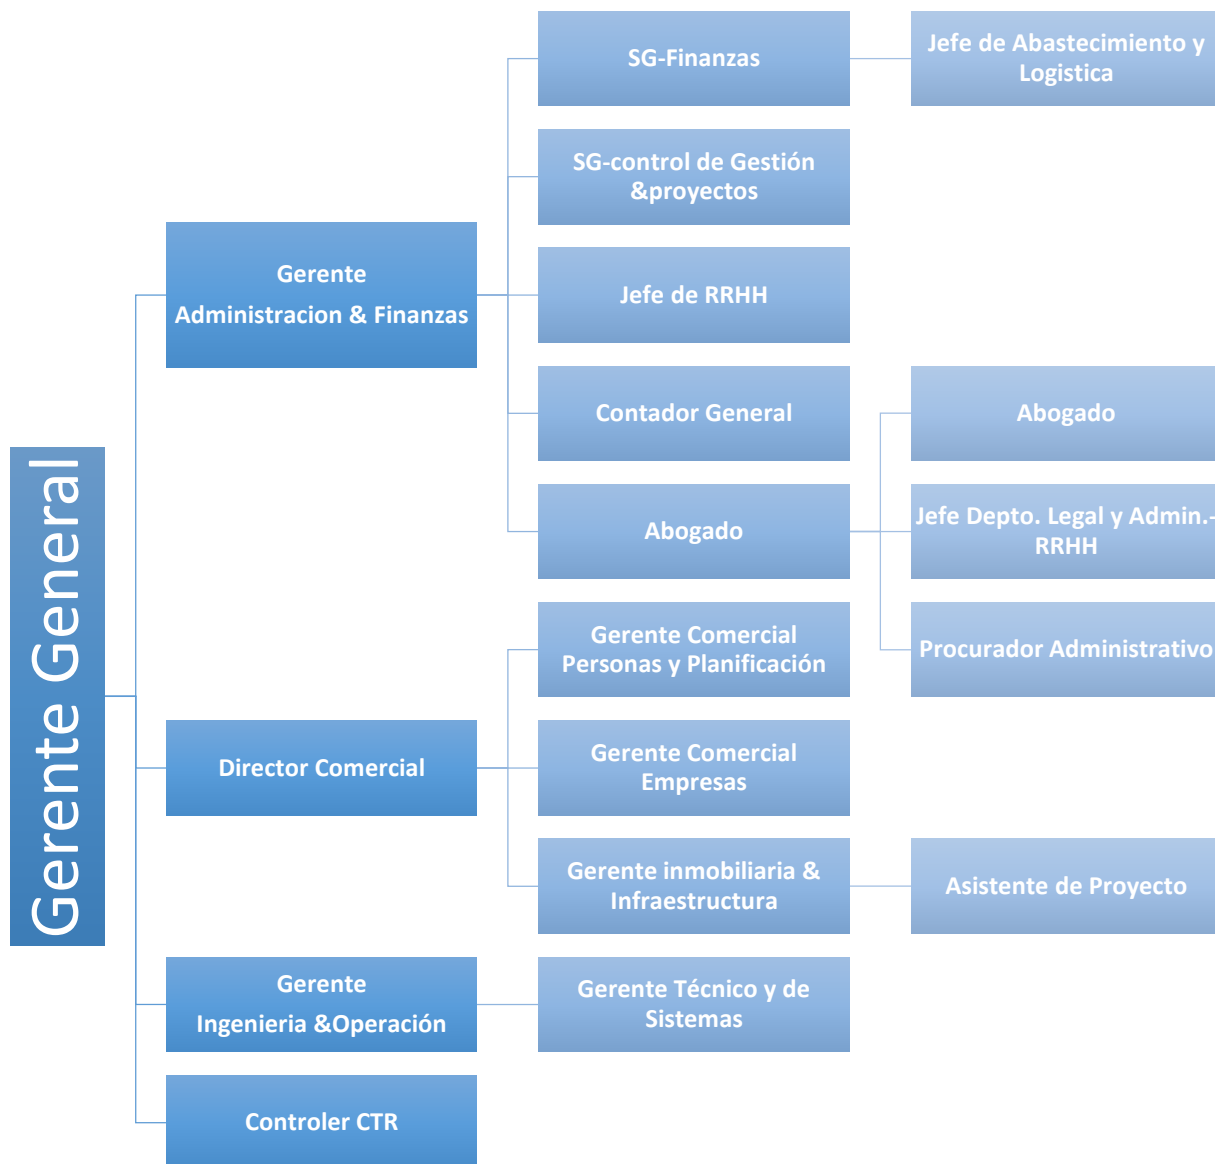 Gerente General
Gerente
Administracion & Finanzas
SG-Finanzas
Jefe de Abastecimiento y
Logistica
SG-control de Gestión
&proyectos
Jefe de RRHH
Contador General
Abogado
Abogado
Jefe Depto. Legal y Admin.-
RRHH
Procurador Administrativo
Director Comercial
Gerente Comercial
Personas y Planificación
Gerente Comercial
Empresas
Gerente inmobiliaria &
Infraestructura
Asistente de Proyecto
Gerente
Ingenieria &Operación
Gerente Técnico y de
Sistemas
Controler CTR